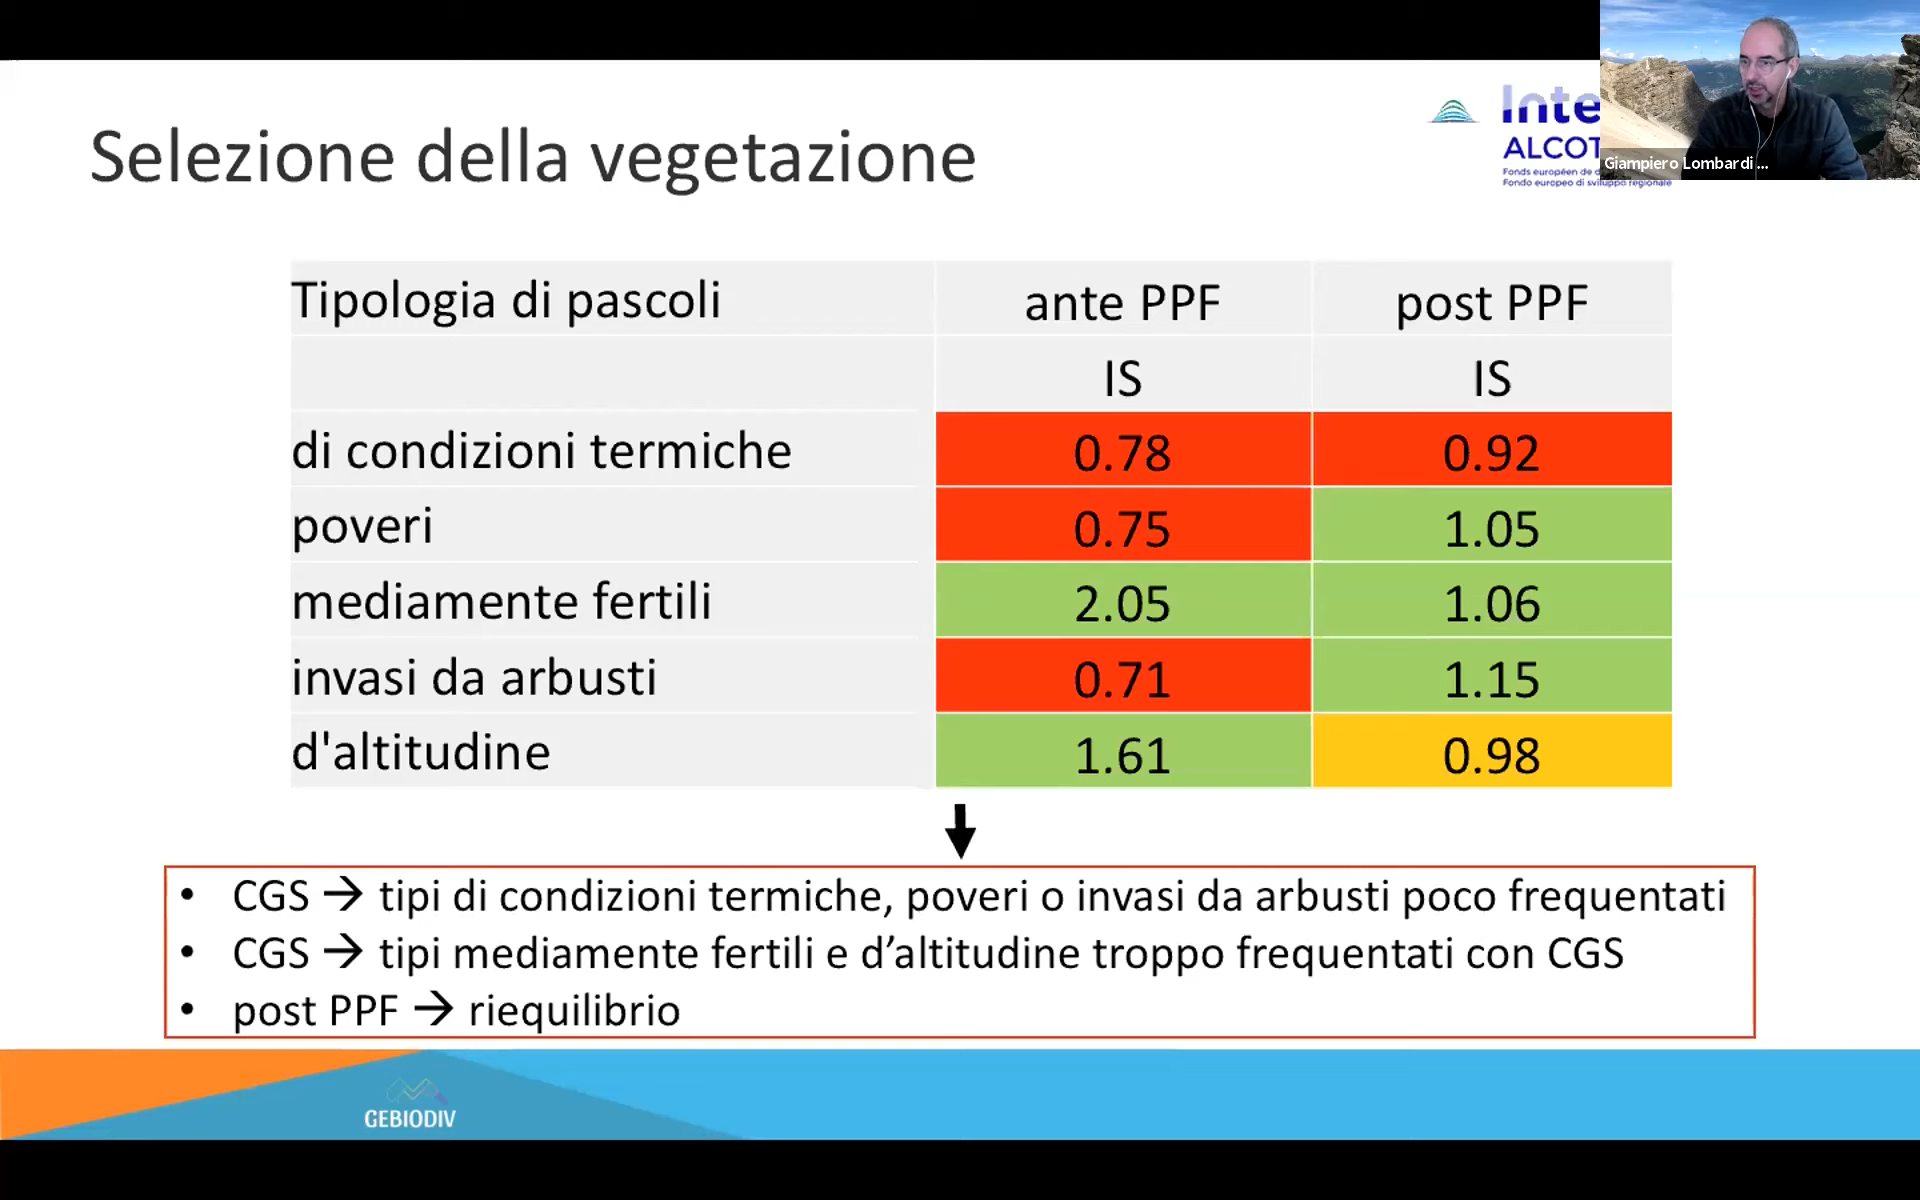 Selezione della vegetazione
Inte
ALCOT
Fonds européen de d
Fondo europeo di sviluppo regionale
Giampiero Lombardi ...
Tipologia di pascoli ante PPF post PPF
IS IS
di condizioni termiche 0.78 0.92
poveri 0.75 1.05
mediamente fertili 2.05 1.06
invasi da arbusti 0.71 1.15
d'altitudine 1.61 0.98
• CGS → tipi di condizioni termiche, poveri o invasi da arbusti poco frequentati
• CGS → tipi mediamente fertili e d’altitudine troppo frequentati con CGS
• post PPF → riequilibrio
GEBIODIV